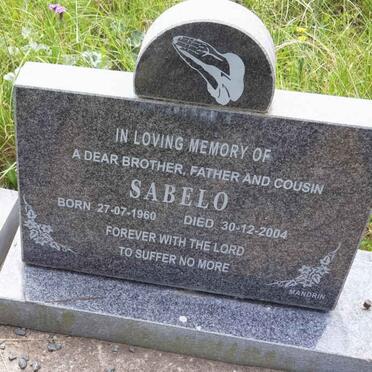 IN LOVING MEMORY OF
A DEAR BROTHER, FATHER AND COUSIN
SABELO
BORN 27-07-1960 DIED 30-12-2004
FOREVER WITH THE LORD
TO SUFFER NO MORE
MANDRIN